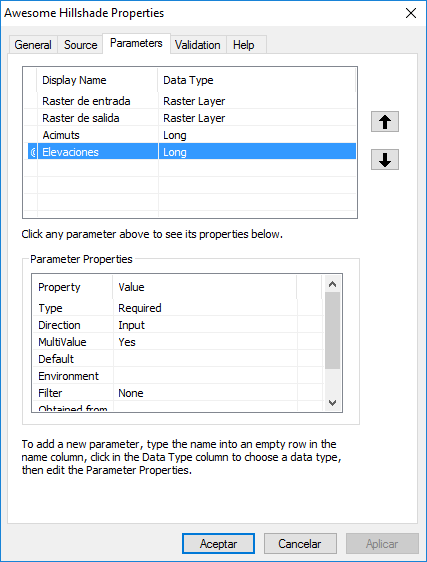 Awesome Hillshade Properties
General Source Parameters Validation Help
Display Name Data Type
Raster de entrada Raster Layer
Raster de salida Raster Layer
Acimuts Long
Elevaciones Long
Click any parameter above to see its properties below.
Parameter Properties
Property Value
Type Required
Direction Input
MultiValue Yes
Default
Environment
Filter None
Obtained from
To add a new parameter, type the name into an empty row in the
name column, click in the Data Type column to choose a data type,
then edit the Parameter Properties.
Aceptar Cancelar Aplicar